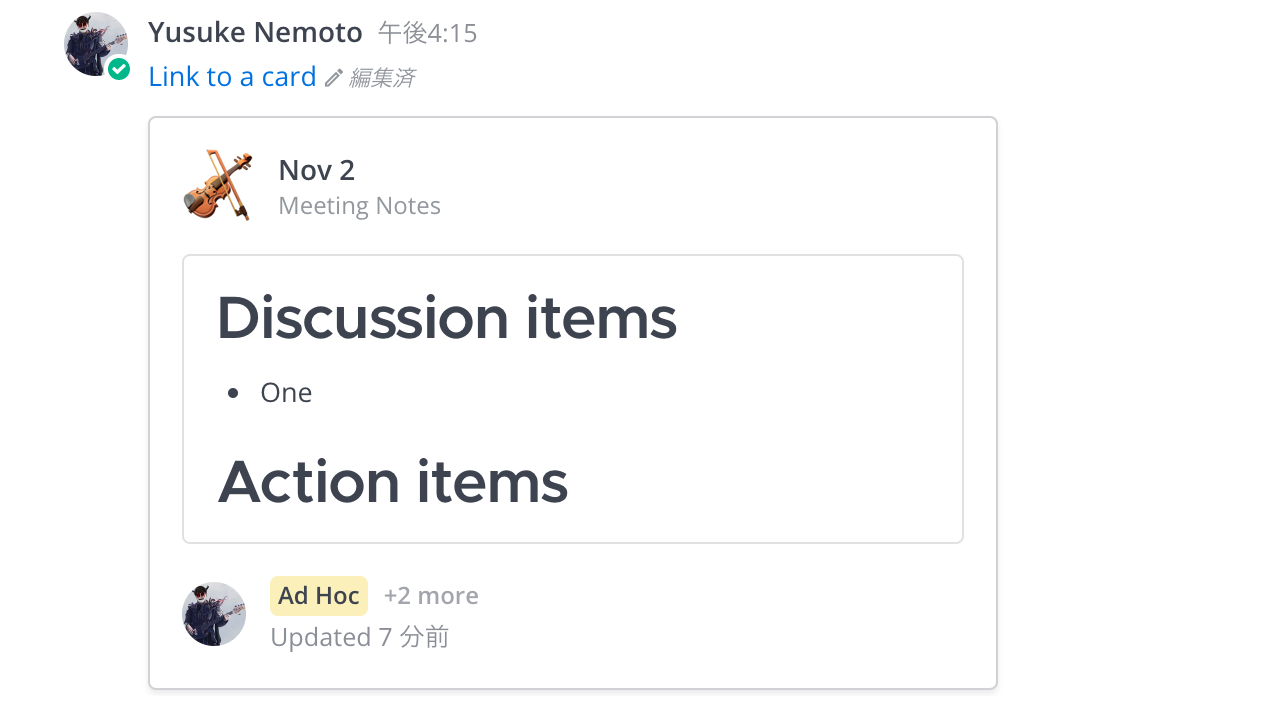 Yusuke Nemoto 午後4:15
Link to a card 編集済
Nov 2
Meeting Notes
Discussion items
• One
Action items
Ad Hoc +2 more
Updated 7 分前